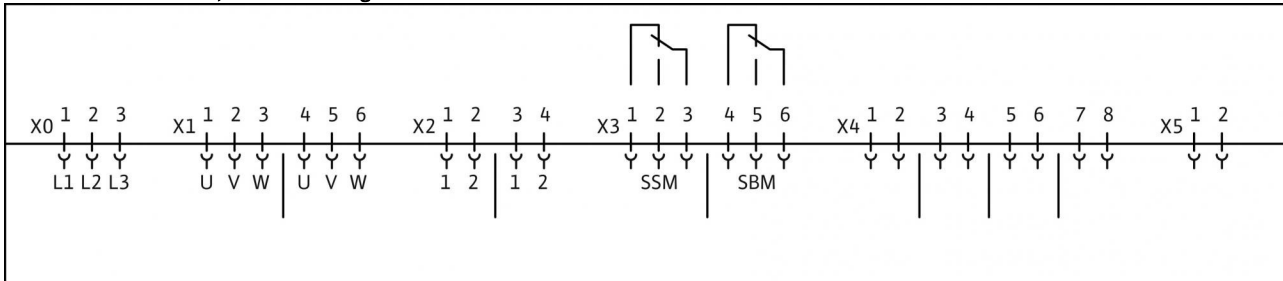 1 2 3 1 2 3 4 5 6 1 2 3 4 1 2 3 4 5 6 1 2 3 4 5 6 7 8 1 2
X0 X1 X2 X3 X4 X5
L1 L2 L3 U V W U V W 1 2 1 2 SSM SBM